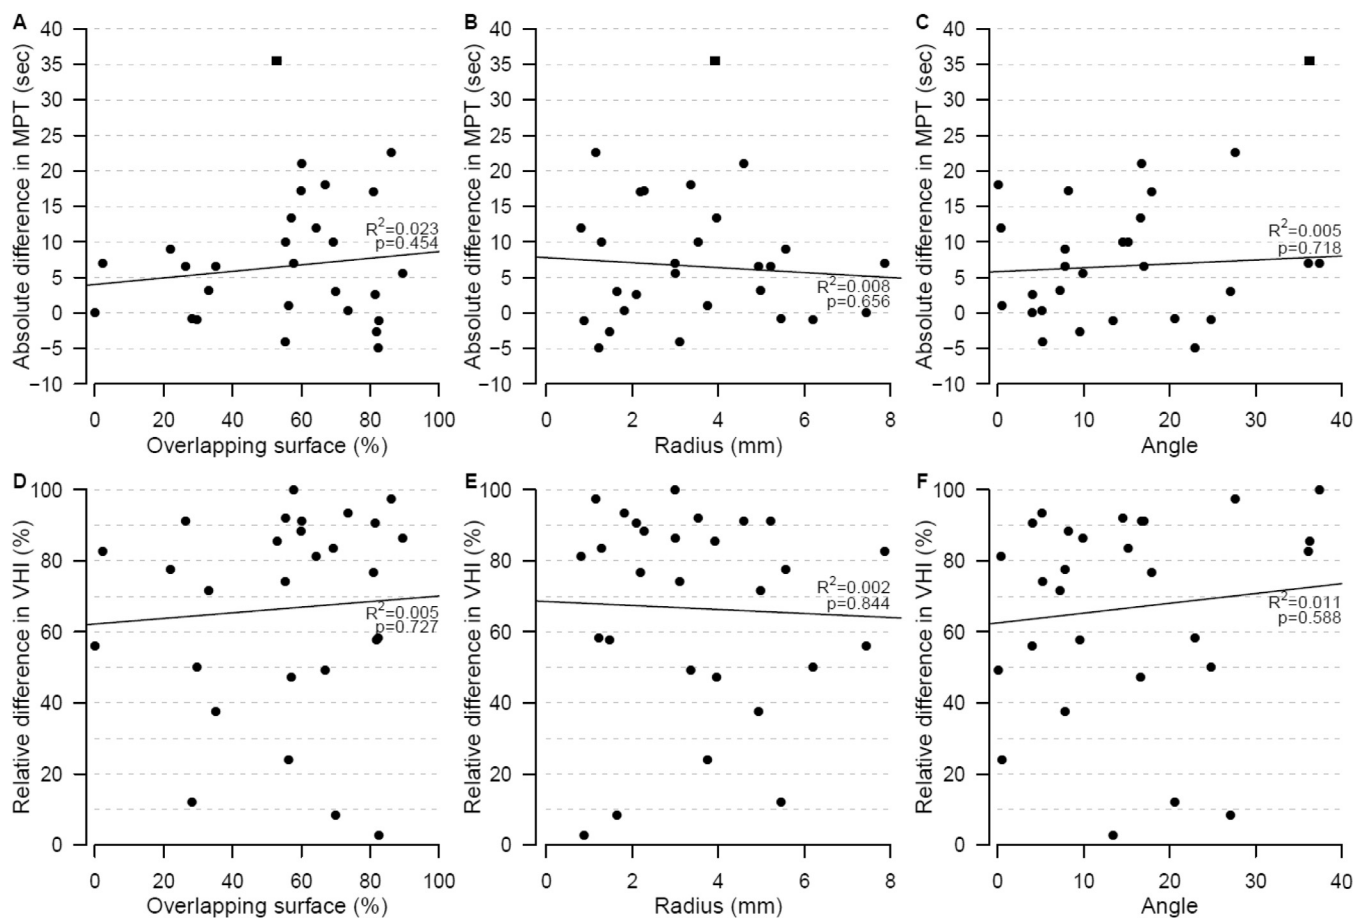 A
Absolute difference in MPT (sec)
40
35
30
25
20
15
10
5
0
−5
−10
R²=0.023
p=0.454
0 20 40 60 80 100
Overlapping surface (%)
B
Absolute difference in MPT (sec)
40
35
30
25
20
15
10
5
0
−5
−10
R²=0.008
p=0.656
0 2 4 6 8
Radius (mm)
C
Absolute difference in MPT (sec)
40
35
30
25
20
15
10
5
0
−5
−10
R²=0.005
p=0.718
0 10 20 30 40
Angle
D
Relative difference in VHI (%)
100
80
60
40
20
0
R²=0.005
p=0.727
0 20 40 60 80 100
Overlapping surface (%)
E
Relative difference in VHI (%)
100
80
60
40
20
0
R²=0.002
p=0.844
0 2 4 6 8
Radius (mm)
F
Relative difference in VHI (%)
100
80
60
40
20
0
R²=0.011
p=0.588
0 10 20 30 40
Angle